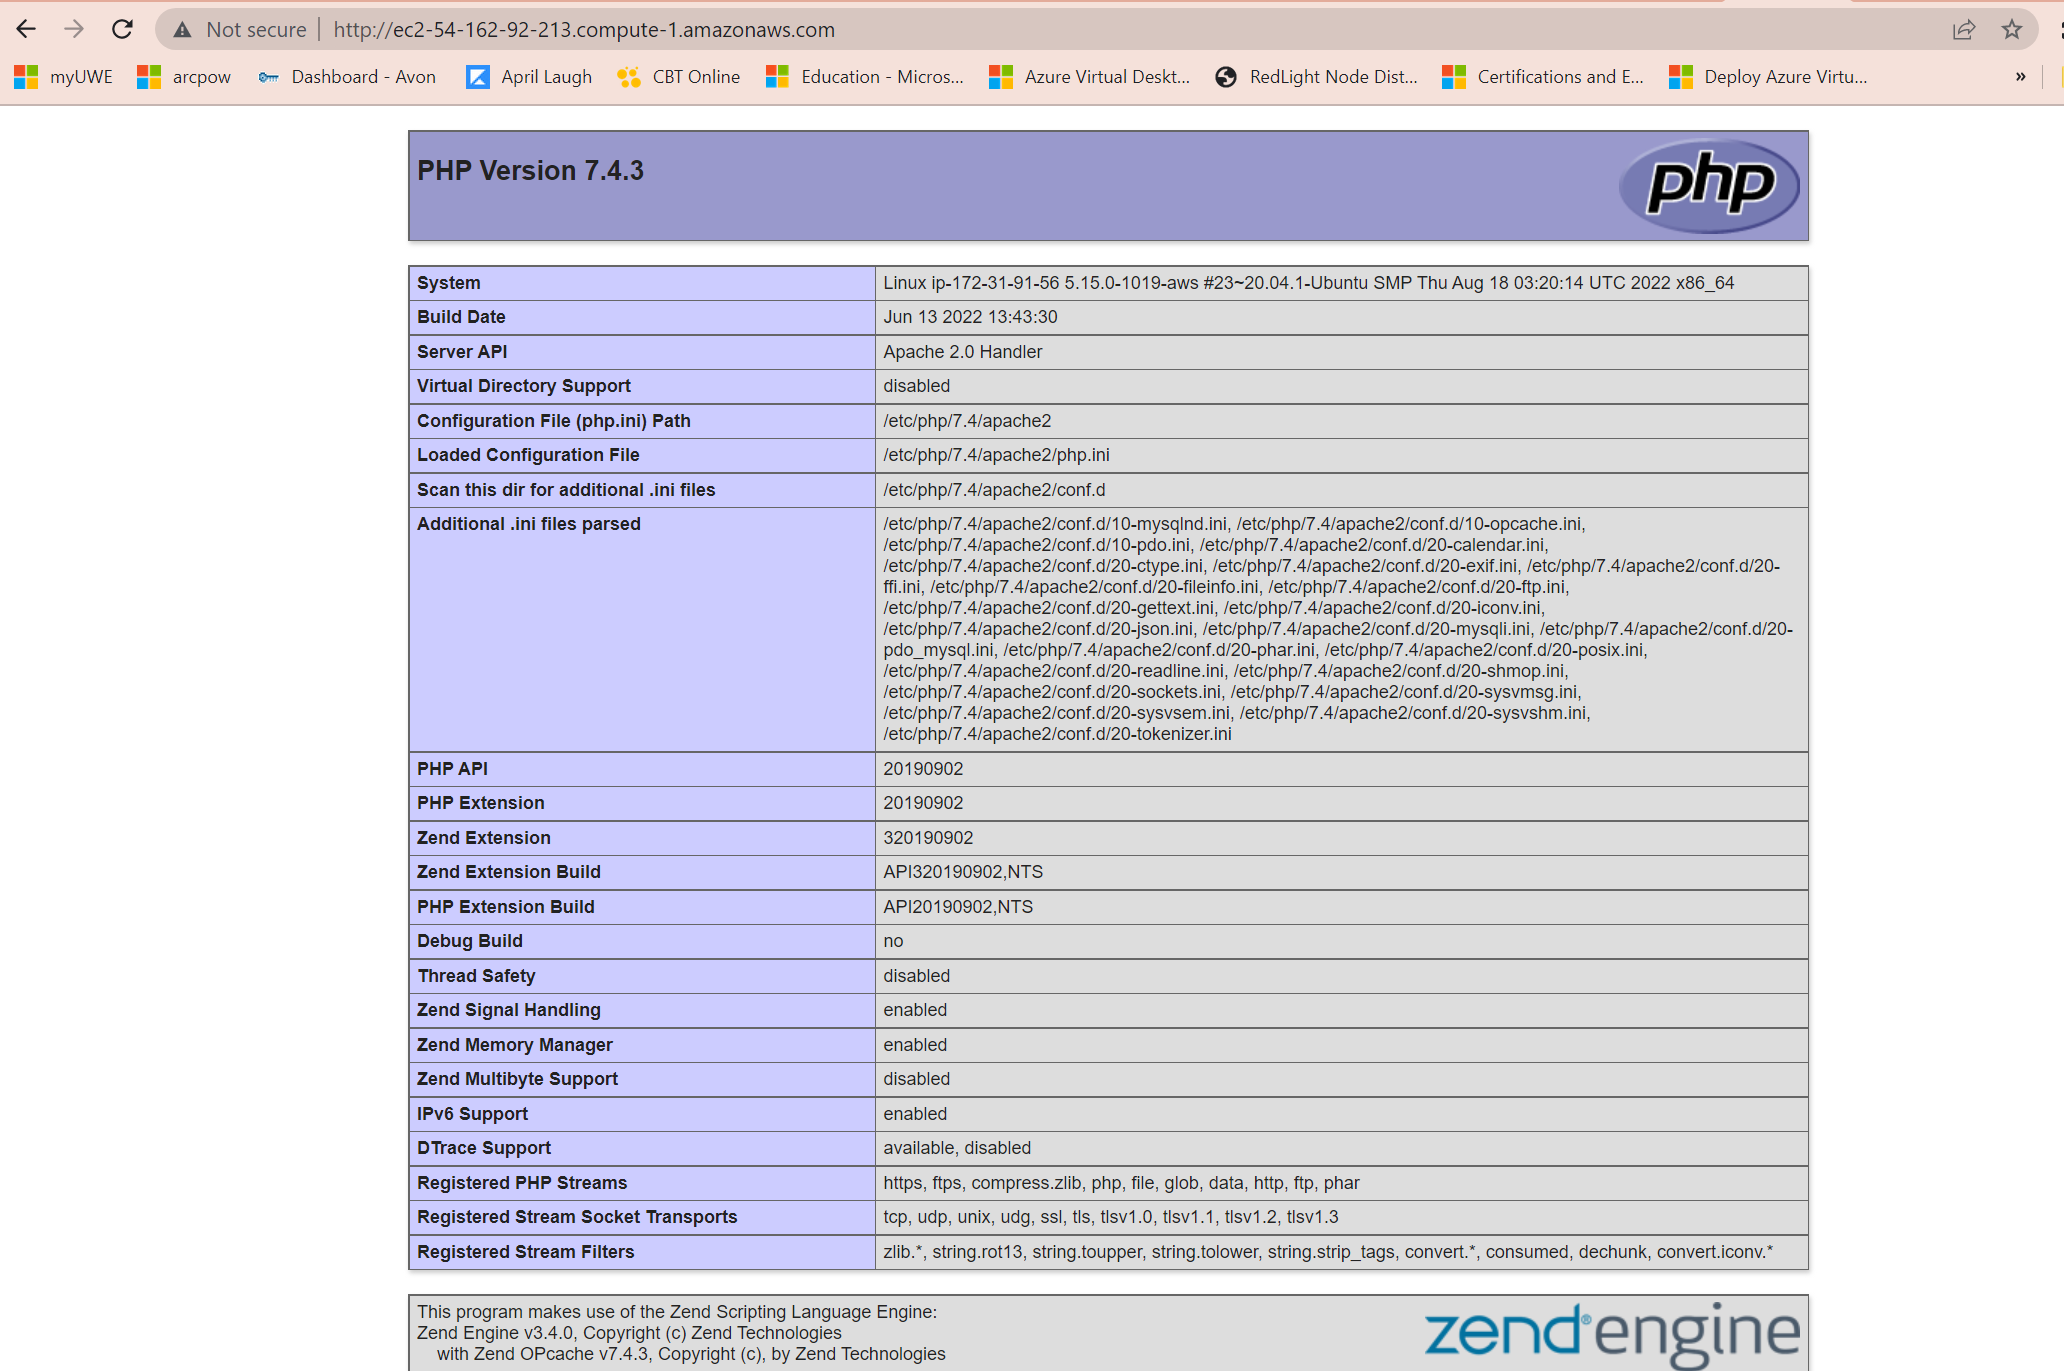 Not secure | http://ec2-54-162-92-213.compute-1.amazonaws.com
myUWE arcpow Dashboard - Avon April Laugh CBT Online Education - Micros... Azure Virtual Deskt... RedLight Node Dist... Certifications and E... Deploy Azure Virtu... »
PHP Version 7.4.3
php
System Linux ip-172-31-91-56 5.15.0-1019-aws #23~20.04.1-Ubuntu SMP Thu Aug 18 03:20:14 UTC 2022 x86_64
Build Date Jun 13 2022 13:43:30
Server API Apache 2.0 Handler
Virtual Directory Support disabled
Configuration File (php.ini) Path /etc/php/7.4/apache2
Loaded Configuration File /etc/php/7.4/apache2/php.ini
Scan this dir for additional .ini files /etc/php/7.4/apache2/conf.d
Additional .ini files parsed /etc/php/7.4/apache2/conf.d/10-mysqlnd.ini, /etc/php/7.4/apache2/conf.d/10-opcache.ini,
/etc/php/7.4/apache2/conf.d/10-pdo.ini, /etc/php/7.4/apache2/conf.d/20-calendar.ini,
/etc/php/7.4/apache2/conf.d/20-ctype.ini, /etc/php/7.4/apache2/conf.d/20-exif.ini, /etc/php/7.4/apache2/conf.d/20-
ffi.ini, /etc/php/7.4/apache2/conf.d/20-fileinfo.ini, /etc/php/7.4/apache2/conf.d/20-ftp.ini,
/etc/php/7.4/apache2/conf.d/20-gettext.ini, /etc/php/7.4/apache2/conf.d/20-iconv.ini,
/etc/php/7.4/apache2/conf.d/20-json.ini, /etc/php/7.4/apache2/conf.d/20-mysqli.ini, /etc/php/7.4/apache2/conf.d/20-
pdo_mysql.ini, /etc/php/7.4/apache2/conf.d/20-phar.ini, /etc/php/7.4/apache2/conf.d/20-posix.ini,
/etc/php/7.4/apache2/conf.d/20-readline.ini, /etc/php/7.4/apache2/conf.d/20-shmop.ini,
/etc/php/7.4/apache2/conf.d/20-sockets.ini, /etc/php/7.4/apache2/conf.d/20-sysvmsg.ini,
/etc/php/7.4/apache2/conf.d/20-sysvsem.ini, /etc/php/7.4/apache2/conf.d/20-sysvshm.ini,
/etc/php/7.4/apache2/conf.d/20-tokenizer.ini
PHP API 20190902
PHP Extension 20190902
Zend Extension 320190902
Zend Extension Build API320190902,NTS
PHP Extension Build API20190902,NTS
Debug Build no
Thread Safety disabled
Zend Signal Handling enabled
Zend Memory Manager enabled
Zend Multibyte Support disabled
IPv6 Support enabled
DTrace Support available, disabled
Registered PHP Streams https, ftps, compress.zlib, php, file, glob, data, http, ftp, phar
Registered Stream Socket Transports tcp, udp, unix, udg, ssl, tls, tlsv1.0, tlsv1.1, tlsv1.2, tlsv1.3
Registered Stream Filters zlib.*, string.rot13, string.toupper, string.tolower, string.strip_tags, convert.*, consumed, dechunk, convert.iconv.*
This program makes use of the Zend Scripting Language Engine:
Zend Engine v3.4.0, Copyright (c) Zend Technologies
with Zend OPcache v7.4.3, Copyright (c), by Zend Technologies
zend® engine